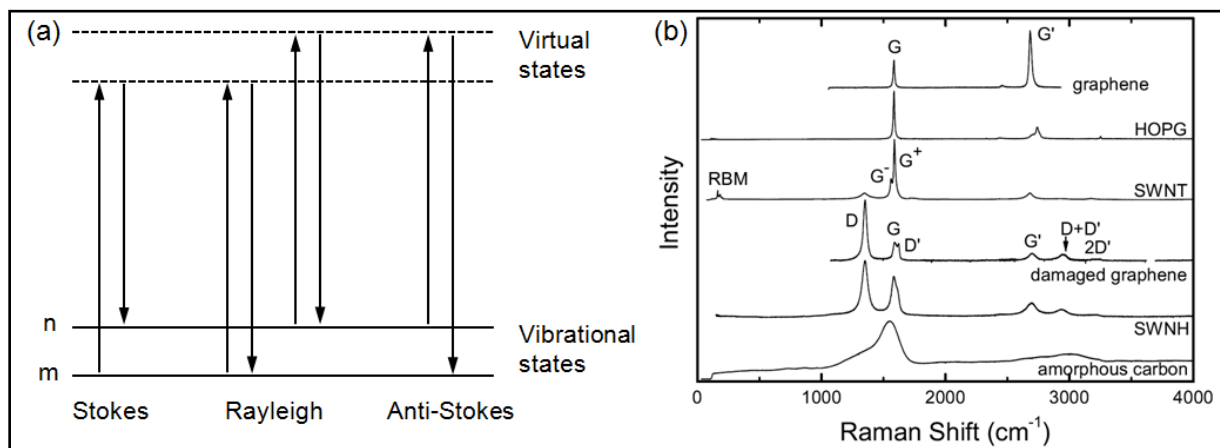 (a)
Virtual
states
n
Vibrational
states
m
Stokes
Rayleigh
Anti-Stokes
(b)
G
G'
graphene
HOPG
RBM
G-
G+
SWNT
D
G
D'
G'
D+D'
2D'
damaged graphene
SWNH
amorphous carbon
Intensity
0
1000
2000
3000
4000
Raman Shift (cm-1)